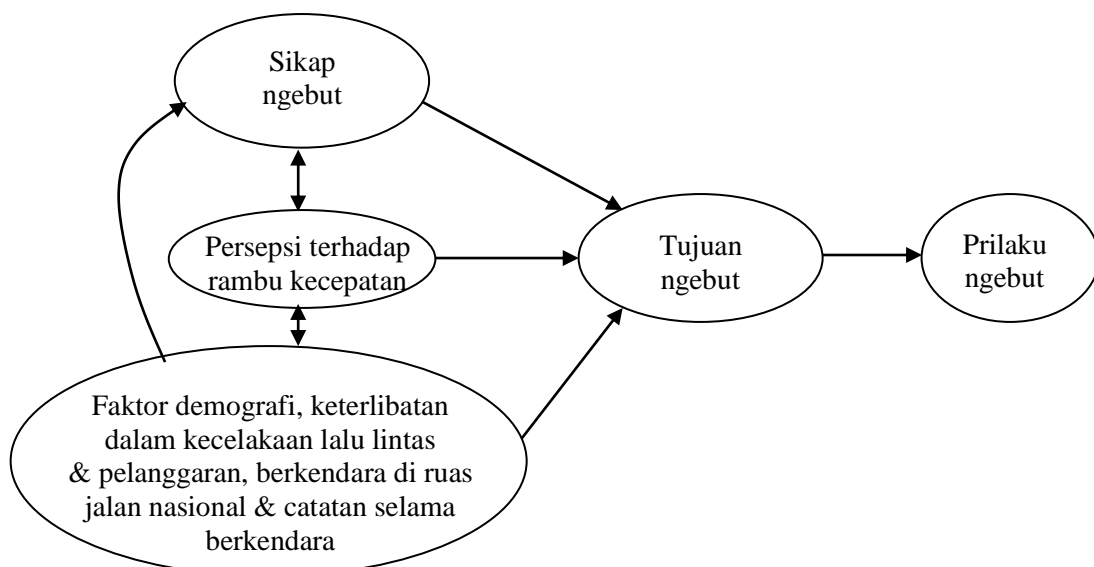 Sikap
ngebut
Persepsi terhadap
rambu kecepatan
Tujuan
ngebut
Prilaku
ngebut
Faktor demografi, keterlibatan
dalam kecelakaan lalu lintas
& pelanggaran, berkendara di ruas
jalan nasional & catatan selama
berkendara